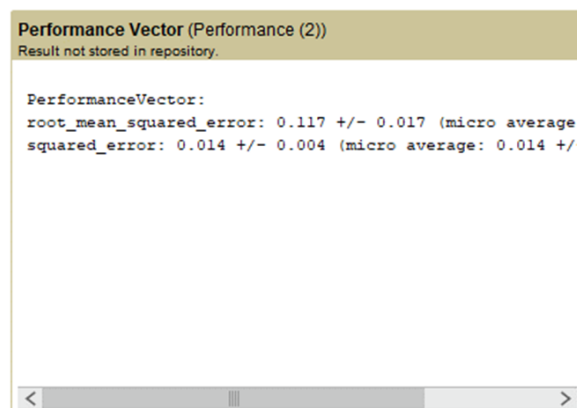 Performance Vector (Performance (2))
Result not stored in repository.
PerformanceVector:
root_mean_squared_error: 0.117 +/- 0.017 (micro average
squared_error: 0.014 +/- 0.004 (micro average: 0.014 +/